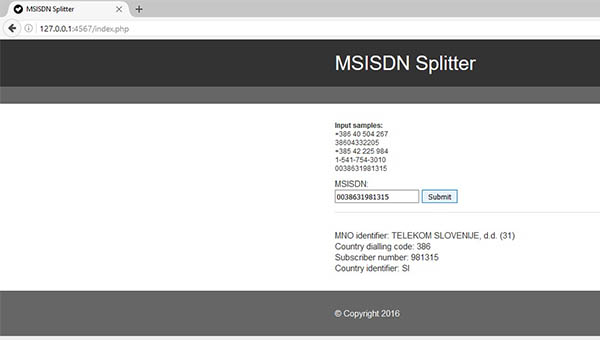 MSISDN Splitter
127.0.0.1:4567/index.php
MSISDN Splitter
Input samples:
+386 40 504 267
38604332205
+385 42 225 984
1-541-754-3010
0038631981315
MSISDN:
0038631981315 Submit
MNO identifier: TELEKOM SLOVENIJE, d.d. (31)
Country dialling code: 386
Subscriber number: 981315
Country identifier: SI
© Copyright 2016